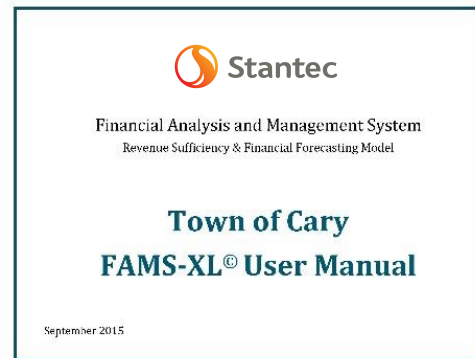 Stantec
Financial Analysis and Management System
Revenue Sufficiency & Financial Forecasting Model
Town of Cary
FAMS-XL© User Manual
September 2015